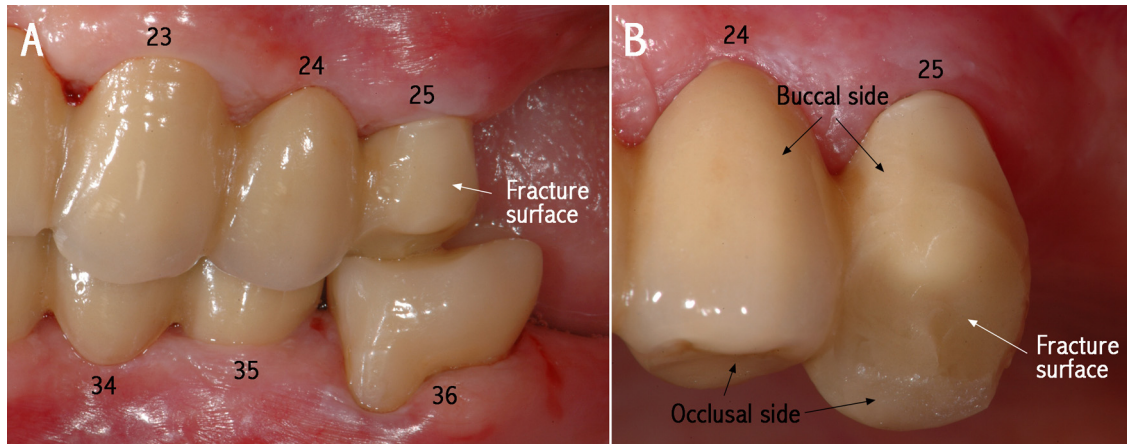 A
23
24
25
Fracture
surface
34
35
36
B
24
25
Buccal side
Fracture
surface
Occlusal side